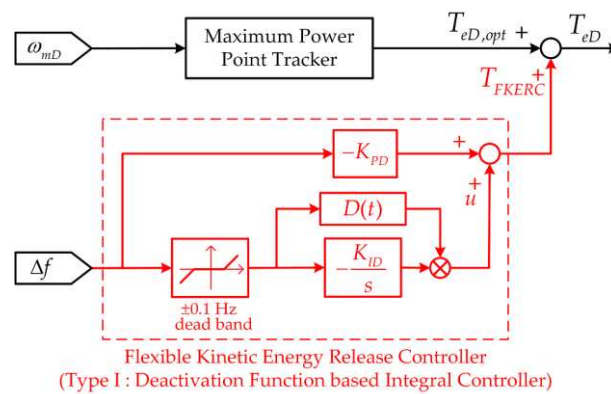 ω_mD
Maximum Power
Point Tracker
T_eD,opt +
T_eD
T_FKERC +
−K_PD
+
+
u
D(t)
Δf
−K_ID/s
±0.1 Hz
dead band
Flexible Kinetic Energy Release Controller
(Type I : Deactivation Function based Integral Controller)